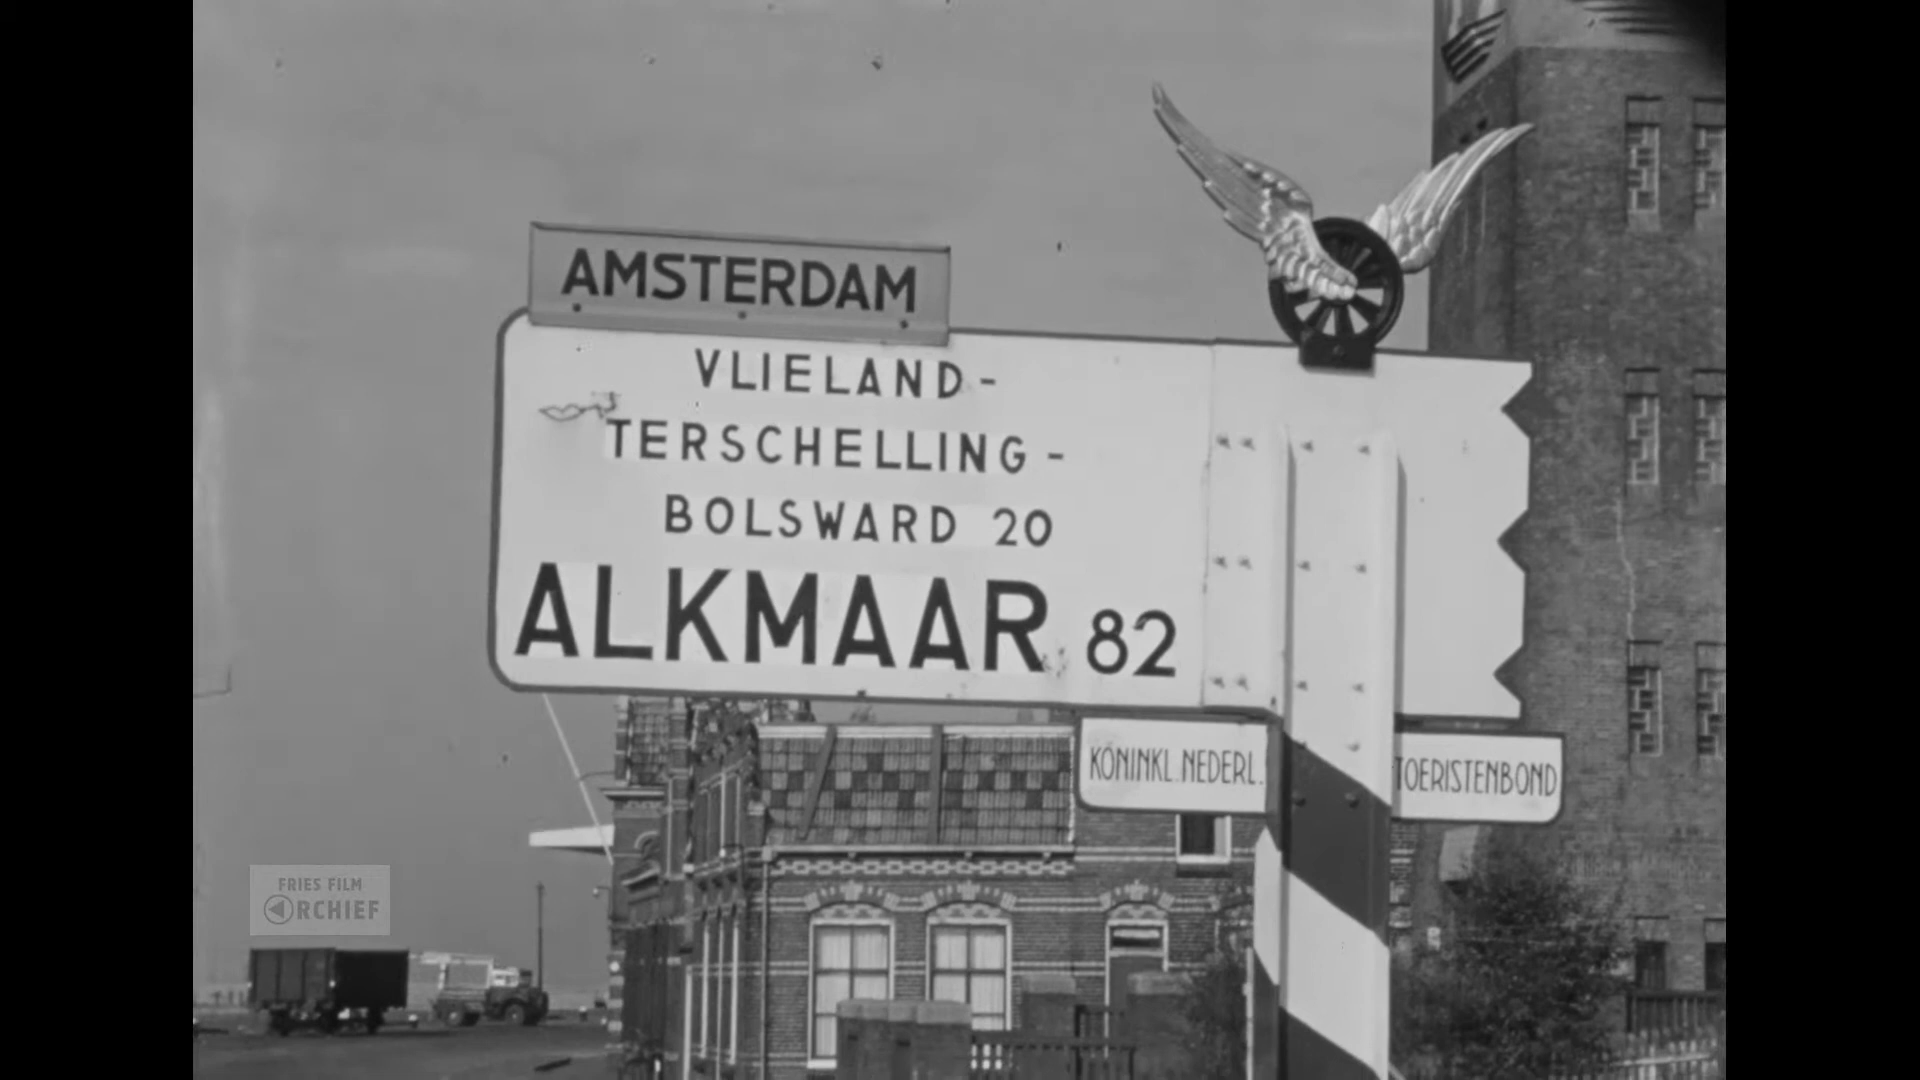 AMSTERDAM
VLIELAND-
TERSCHELLING-
BOLSWARD 20
ALKMAAR 82
KONINKL. NEDERL. TOERISTENBOND
FRIES FILM
ARCHIEF